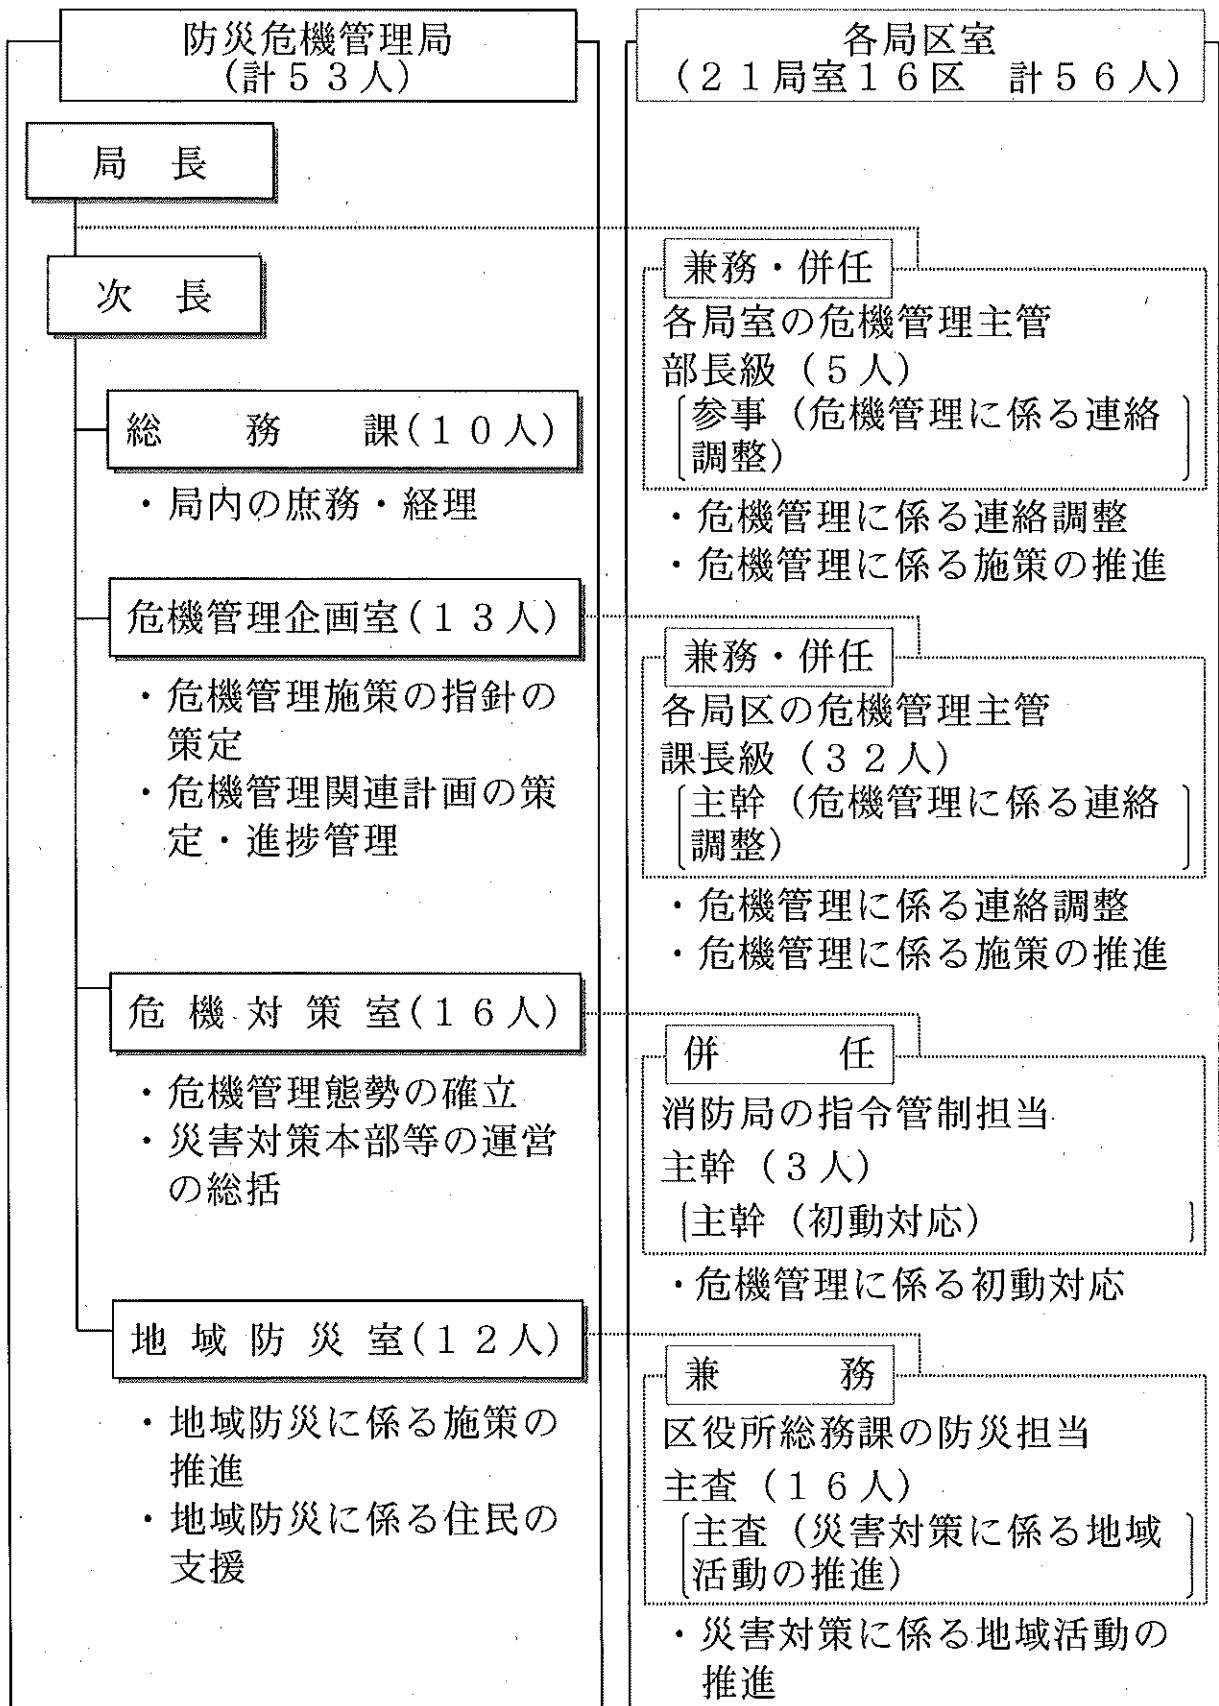 防災危機管理局
(計53人)
局　長
次　長
総　務　課(10人)
・局内の庶務・経理
危機管理企画室(13人)
・危機管理施策の指針の
策定
・危機管理関連計画の策
定・進捗管理
危機対策室(16人)
・危機管理態勢の確立
・災害対策本部等の運営
の総括
地域防災室(12人)
・地域防災に係る施策の
推進
・地域防災に係る住民の
支援
各局区室
(21局室16区　計56人)
兼務・併任
各局室の危機管理主管
部長級（5人）
〔参事（危機管理に係る連絡
調整）〕
・危機管理に係る連絡調整
・危機管理に係る施策の推進
兼務・併任
各局区の危機管理主管
課長級（32人）
〔主幹（危機管理に係る連絡
調整）〕
・危機管理に係る連絡調整
・危機管理に係る施策の推進
併　任
消防局の指令管制担当
主幹（3人）
〔主幹（初動対応）〕
・危機管理に係る初動対応
兼　務
区役所総務課の防災担当
主査（16人）
〔主査（災害対策に係る地域
活動の推進）〕
・災害対策に係る地域活動の
推進